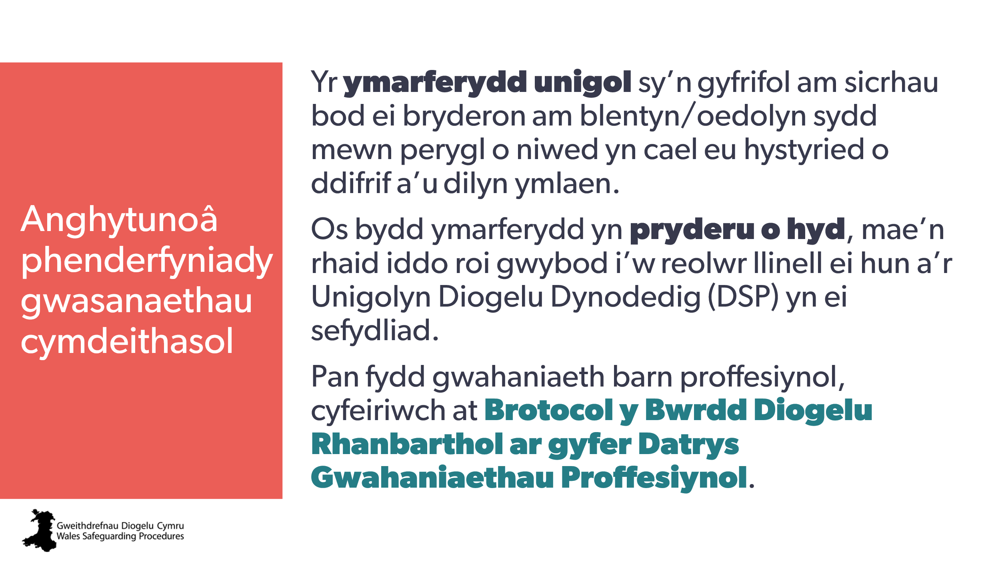 Anghytunoâ
phenderfyniady
gwasanaethau
cymdeithasol
Yr ymarferydd unigol sy’n gyfrifol am sicrhau
bod ei bryderon am blentyn/oedolyn sydd
mewn perygl o niwed yn cael eu hystyried o
ddifrif a’u dilyn ymlaen.
Os bydd ymarferydd yn pryderu o hyd, mae’n
rhaid iddo roi gwybod i’w reolwr llinell ei hun a’r
Unigolyn Diogelu Dynodedig (DSP) yn ei
sefydliad.
Pan fydd gwahaniaeth barn proffesiynol,
cyfeiriwch at Brotocol y Bwrdd Diogelu
Rhanbarthol ar gyfer Datrys
Gwahaniaethau Proffesiynol.
Gweithdrefnau Diogelu Cymru
Wales Safeguarding Procedures